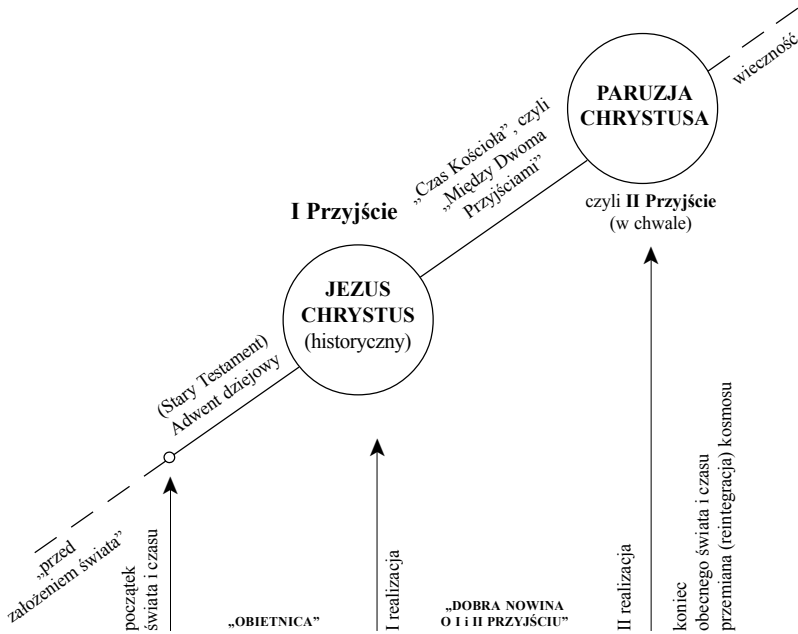 wieczność
PARUZJA
CHRYSTUSA
czyli II Przyjście
(w chwale)
„Czas Kościoła”, czyli
„Między Dwoma
Przyjściami”
I Przyjście
JEZUS
CHRYSTUS
(historyczny)
(Stary Testament)
Adwent dziejowy
„przed
założeniem świata”
początek
świata i czasu
„OBIETNICA”
I realizacja
„DOBRA NOWINA
O I i II PRZYJŚCIU”
II realizacja
koniec
obecnego świata i czasu
przemiana (reintegracja) kosmosu